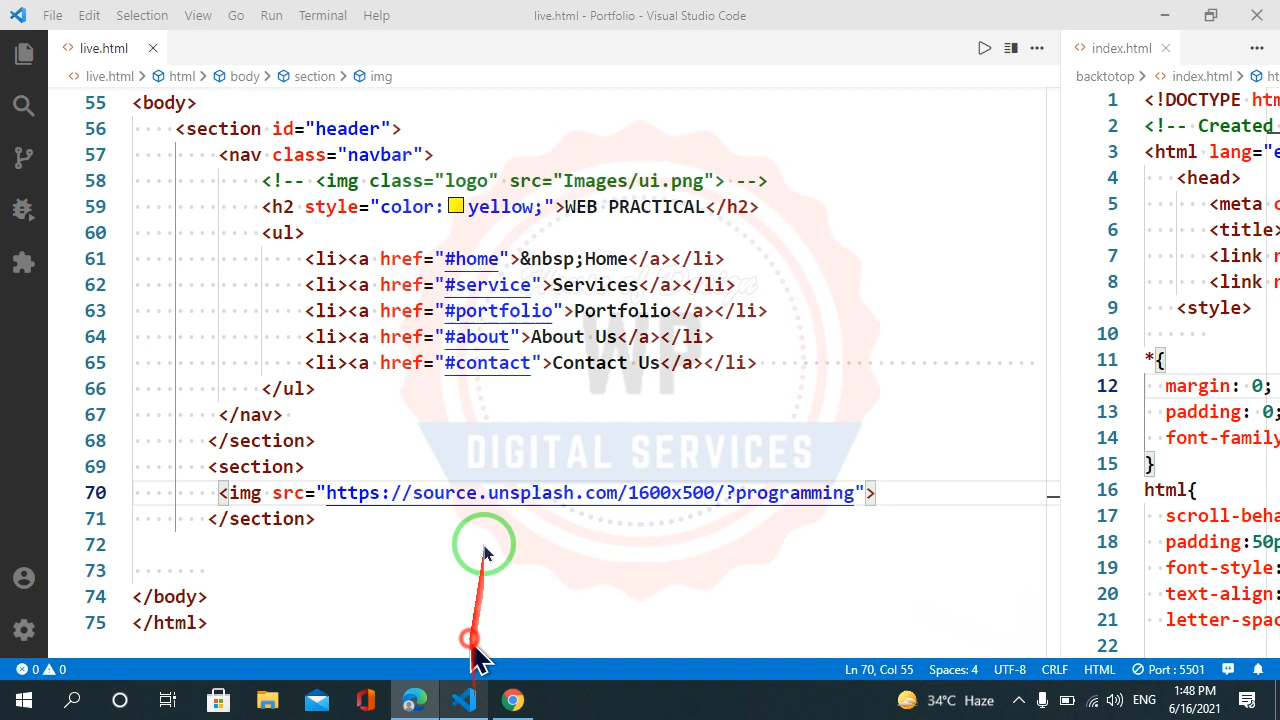 File Edit Selection View Go Run Terminal Help
live.html - Portfolio - Visual Studio Code
live.html
live.html html body section img
55 <body>
56 <section id="header">
57 <nav class="navbar">
58 <!-- <img class="logo" src="Images/ui.png"> -->
59 <h2 style="color:yellow;">WEB PRACTICAL</h2>
60 <ul>
61 <li><a href="#home">&nbsp;Home</a></li>
62 <li><a href="#service">Services</a></li>
63 <li><a href="#portfolio">Portfolio</a></li>
64 <li><a href="#about">About Us</a></li>
65 <li><a href="#contact">Contact Us</a></li>
66 </ul>
67 </nav>
68 </section>
69 <section>
70 <img src="https://source.unsplash.com/1600x500/?programming">
71 </section>
72
73
74 </body>
75 </html>
WP
DIGITAL SERVICES
index.html
backtotop index.html ht
1 <!DOCTYPE htm
2 <!-- Created
3 <html lang="e
4 <head>
5 <meta c
6 <title>
7 <link r
8 <link r
9 <style>
10
11 *{
12 margin: 0;
13 padding: 0;
14 font-family
15 }
16 html{
17 scroll-beha
18 padding:50p
19 font-style:
20 text-align:
21 letter-spac
22
0 0 Ln 70, Col 55 Spaces: 4 UTF-8 CRLF HTML Port : 5501
34°C Haze ENG 1:48 PM
6/16/2021